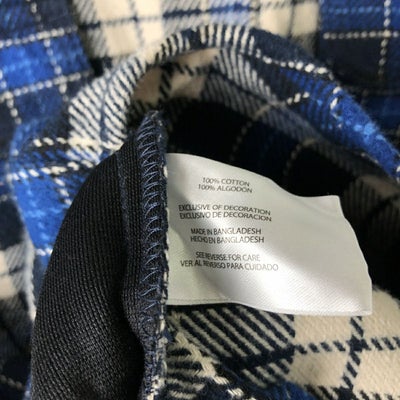 100% COTTON
100% ALGODÓN
EXCLUSIVE OF DECORATION
EXCLUSIVO DE DECORACION
MADE IN BANGLADESH
HECHO EN BANGLADESH
SEE REVERSE FOR CARE
VER AL REVERSO PARA CUIDADO